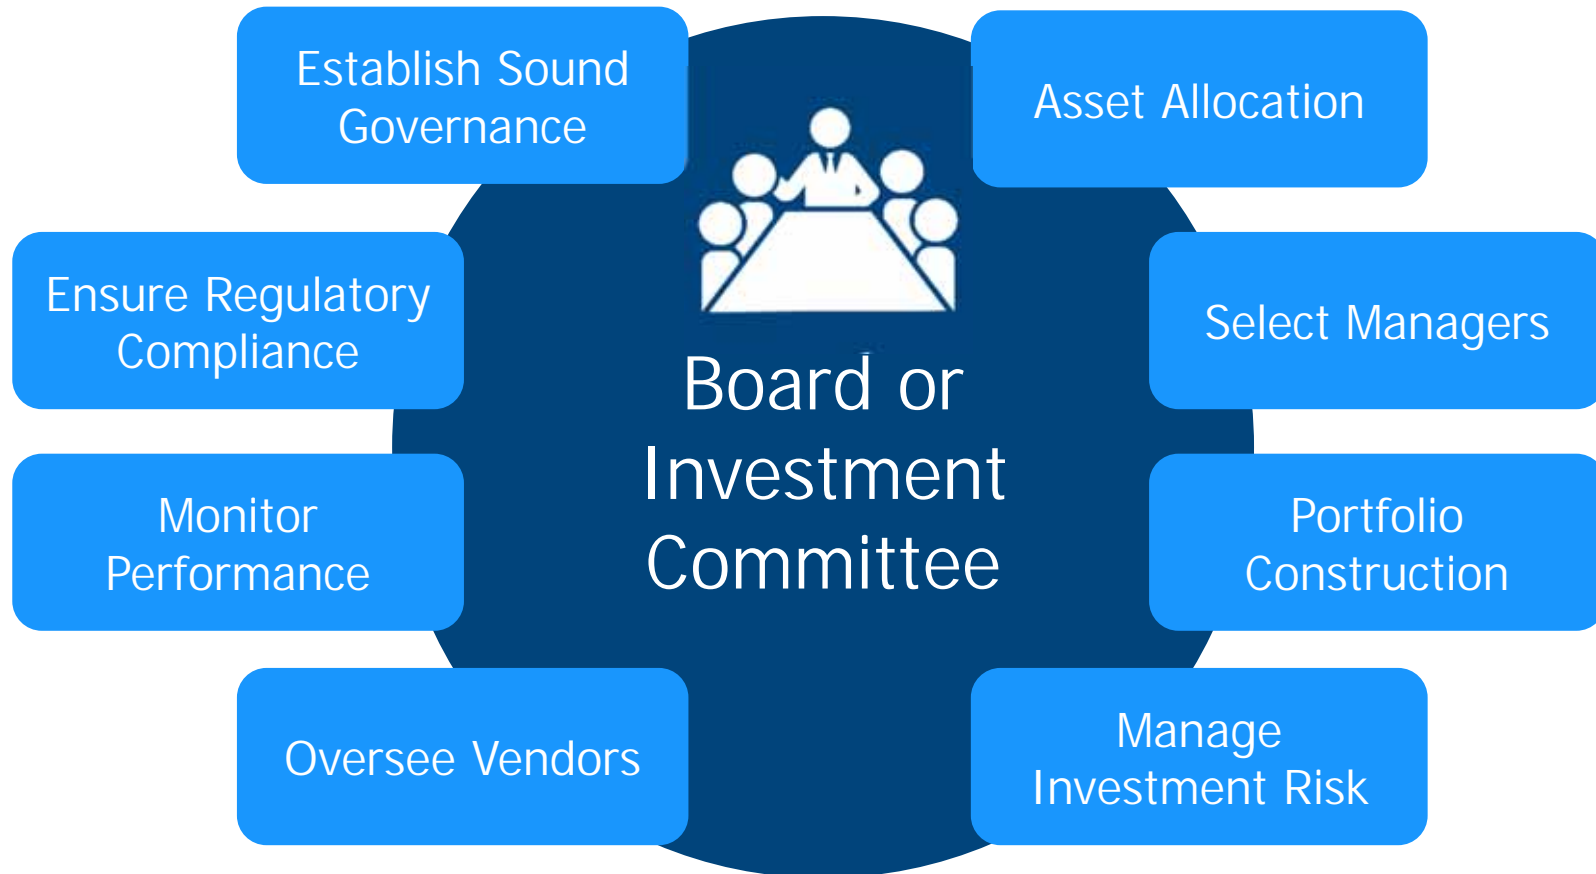 Establish Sound
Governance
Asset Allocation
Ensure Regulatory
Compliance
Select Managers
Board or
Investment
Committee
Monitor
Performance
Portfolio
Construction
Oversee Vendors
Manage
Investment Risk